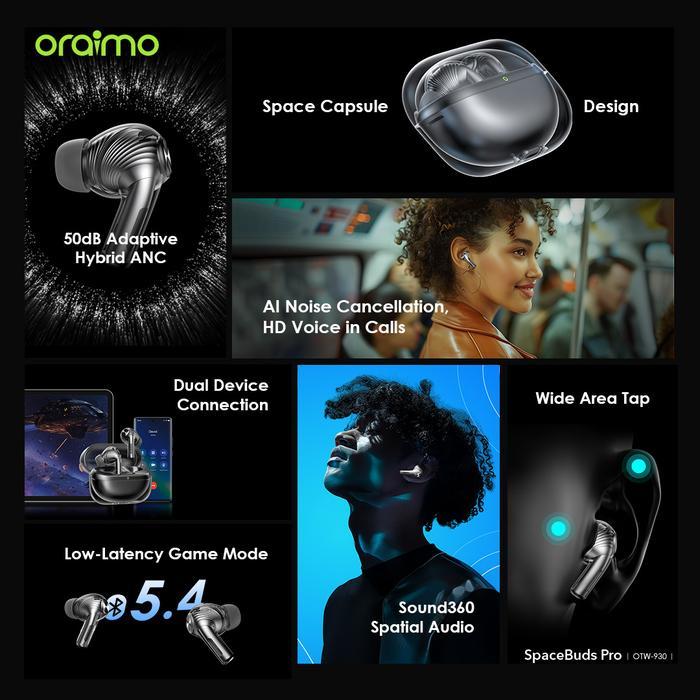 oraimo
50dB Adaptive
Hybrid ANC
Space Capsule
Design
AI Noise Cancellation,
HD Voice in Calls
Dual Device
Connection
Low-Latency Game Mode
5.4
Sound360
Spatial Audio
Wide Area Tap
SpaceBuds Pro | OTW-930 |